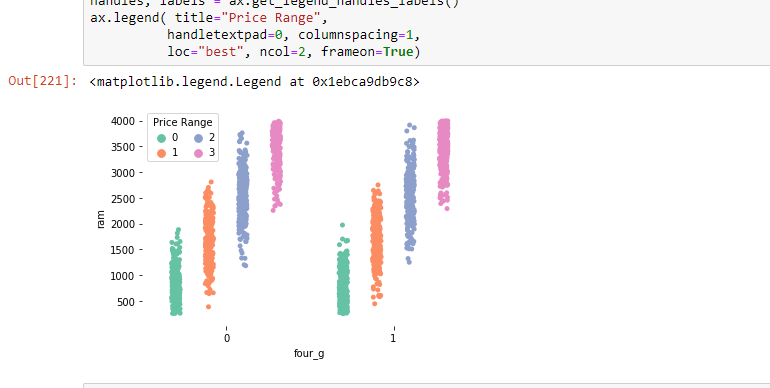 handles, labels = ax.get_legend_handles_labels()
ax.legend( title="Price Range",
handletextpad=0, columnspacing=1,
loc="best", ncol=2, frameon=True)
Out[221]: <matplotlib.legend.Legend at 0x1ebca9db9c8>
Price Range
0 2
1 3
4000
3500
3000
2500
2000
1500
1000
500
ram
0 1
four_g